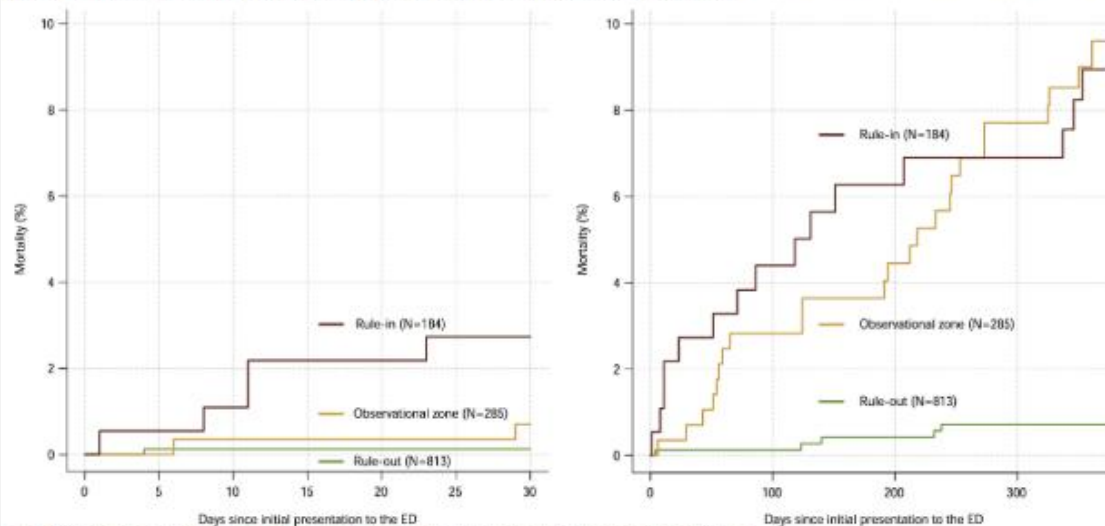 10
8
6
4
2
0
Mortality (%)
Rule-in (N=184)
Observational zone (N=285)
Rule-out (N=813)
0 5 10 15 20 25 30
Days since initial presentation to the ED
10
8
6
4
2
0
Mortality (%)
Rule-in (N=184)
Observational zone (N=285)
Rule-out (N=813)
0 100 200 300
Days since initial presentation to the ED